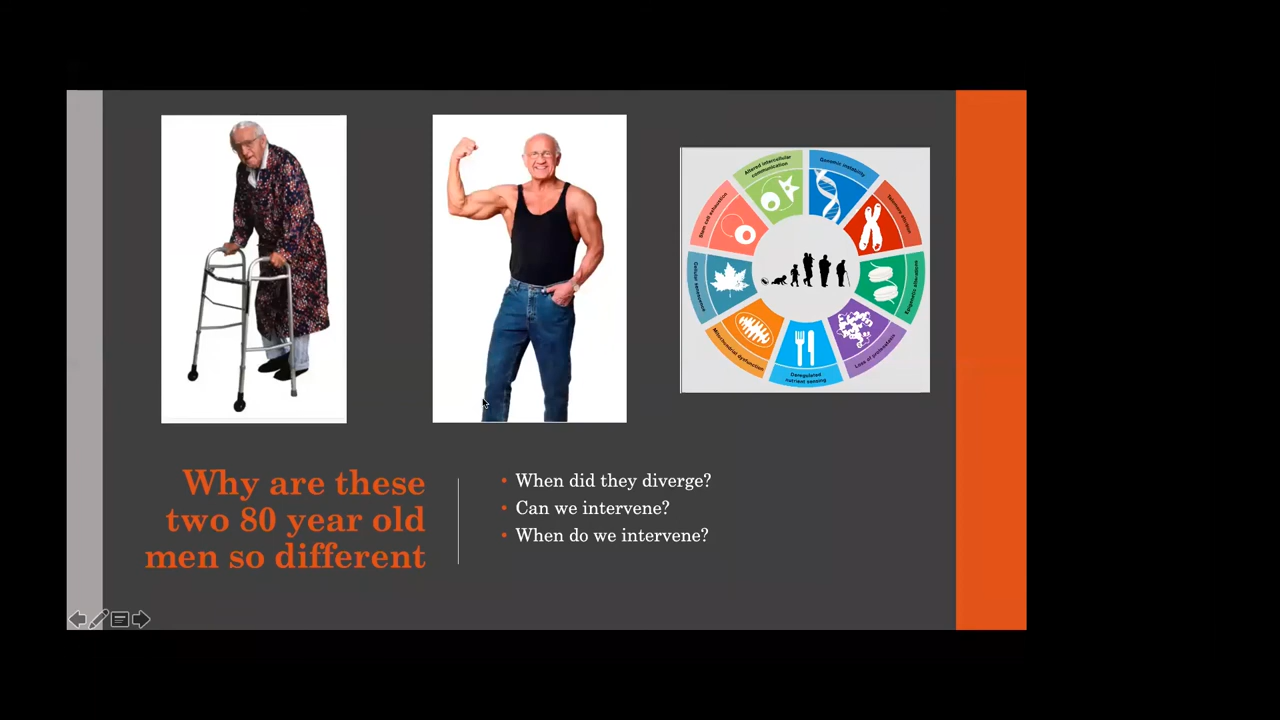 Altered intercellular
communication
Genomic instability
Telomere attrition
Epigenetic alterations
Loss of proteostasis
Deregulated
nutrient sensing
Mitochondrial dysfunction
Cellular senescence
Stem cell exhaustion
Why are these
two 80 year old
men so different
• When did they diverge?
• Can we intervene?
• When do we intervene?